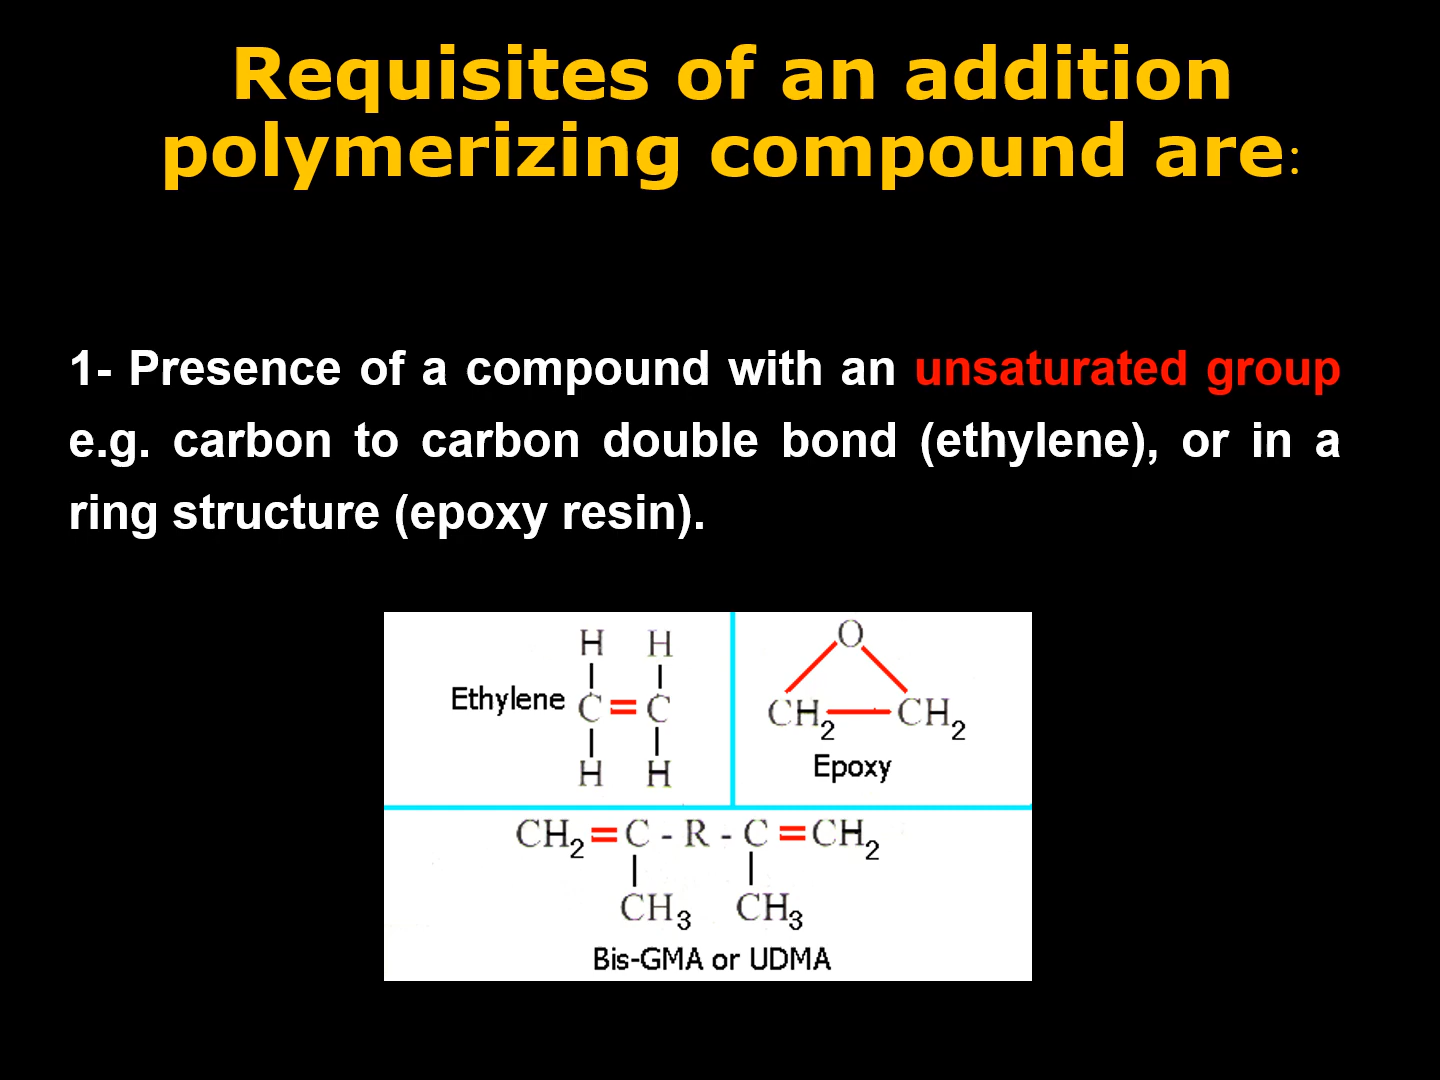 Requisites of an addition
polymerizing compound are:
1- Presence of a compound with an unsaturated group
e.g. carbon to carbon double bond (ethylene), or in a
ring structure (epoxy resin).
H H
Ethylene C=C
H H
O
CH2—CH2
Epoxy
CH2=C-R-C=CH2
CH3 CH3
Bis-GMA or UDMA